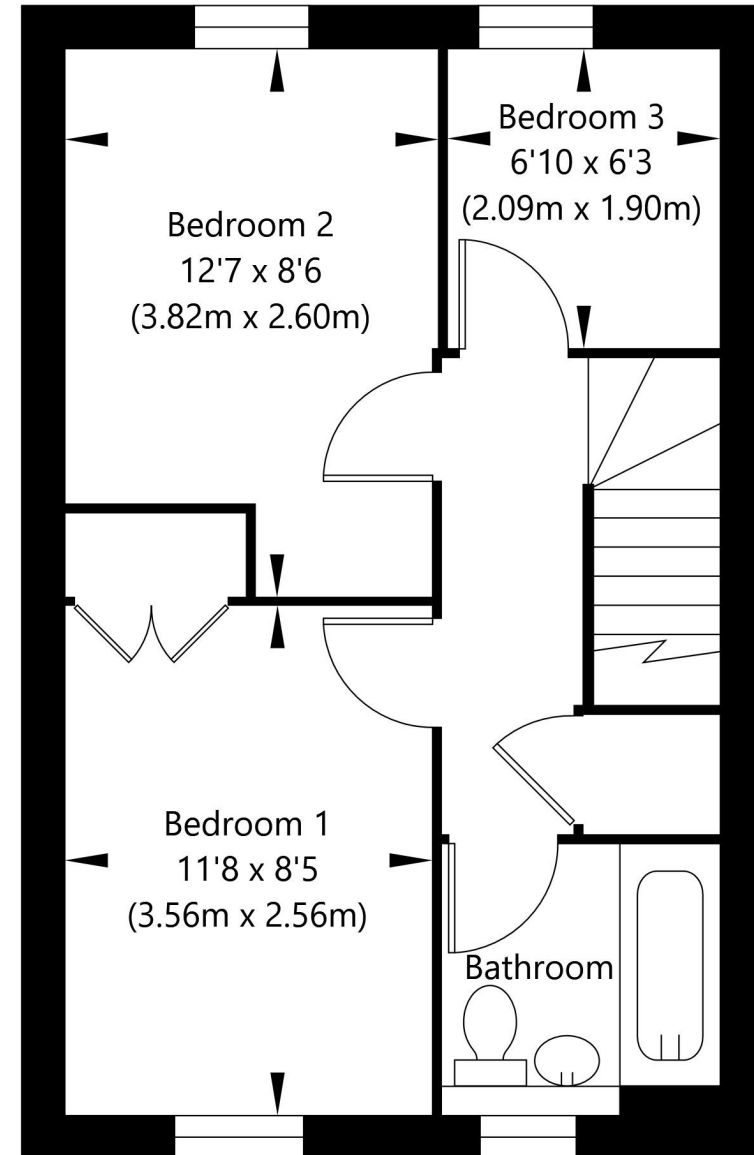 Bedroom 3
6'10 x 6'3
(2.09m x 1.90m)
Bedroom 2
12'7 x 8'6
(3.82m x 2.60m)
Bedroom 1
11'8 x 8'5
(3.56m x 2.56m)
Bathroom